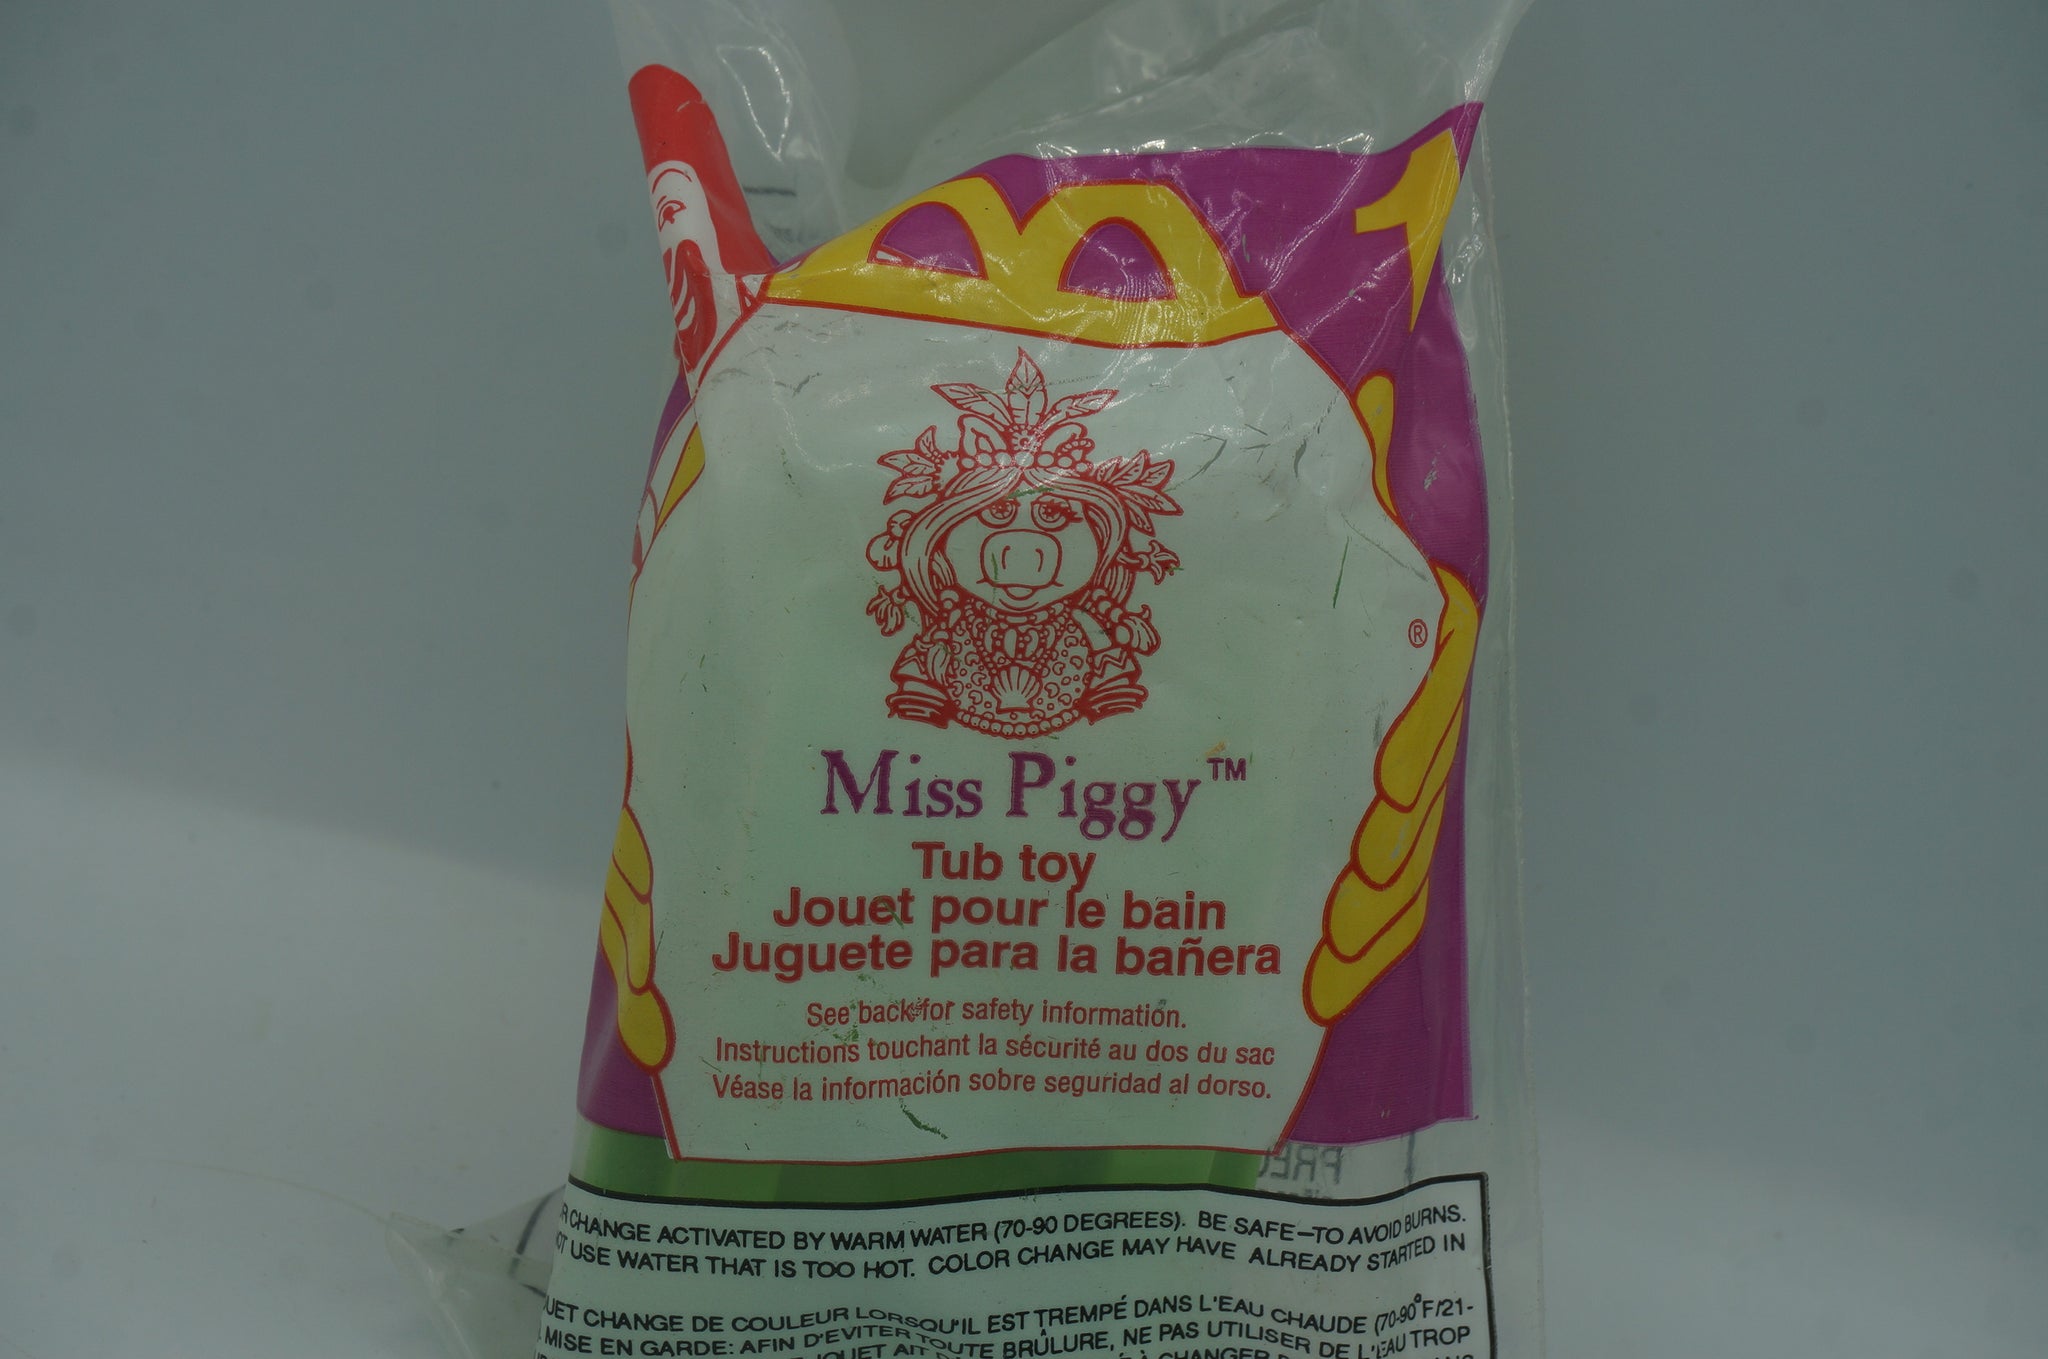 1
®
Miss Piggy™
Tub toy
Jouet pour le bain
Juguete para la bañera
See back for safety information.
Instructions touchant la sécurité au dos du sac
Véase la información sobre seguridad al dorso.
CHANGE ACTIVATED BY WARM WATER (70-90 DEGREES). BE SAFE–TO AVOID BURNS.
USE WATER THAT IS TOO HOT. COLOR CHANGE MAY HAVE ALREADY STARTED IN
CHANGE DE COULEUR LORSQU'IL EST TREMPÉ DANS L'EAU CHAUDE (70-90°F/21-
MISE EN GARDE: AFIN D'EVITER TOUTE BRÛLURE, NE PAS UTILISER DE L'EAU TROP
JOUET AIT
CHANGER